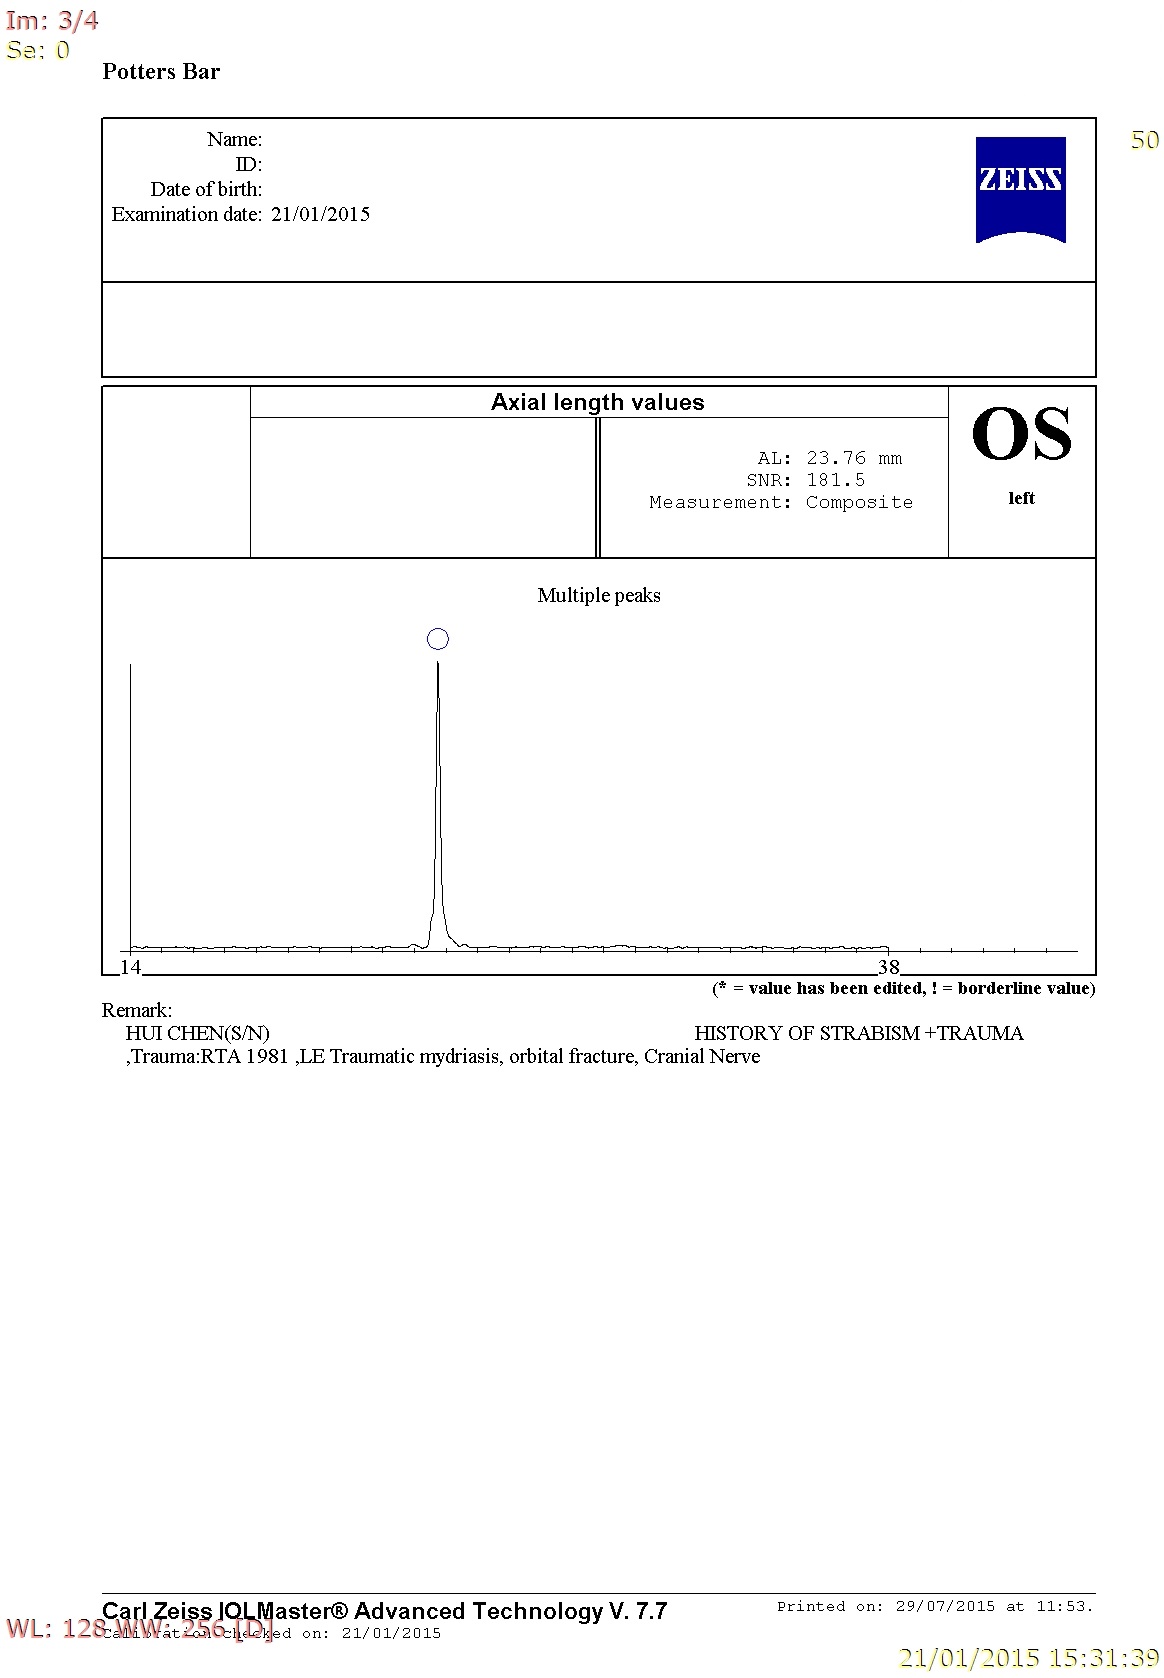 Im: 3/4
Se: 0
Potters Bar
50
Name:
ID:
Date of birth:
Examination date: 21/01/2015
ZEISS
Axial length values
OS
left
AL: 23.76 mm
SNR: 181.5
Measurement: Composite
Multiple peaks
14 38
(* = value has been edited, ! = borderline value)
Remark:
HUI CHEN(S/N) HISTORY OF STRABISM +TRAUMA
,Trauma:RTA 1981 ,LE Traumatic mydriasis, orbital fracture, Cranial Nerve
Carl Zeiss IOLMaster® Advanced Technology V. 7.7
Printed on: 29/07/2015 at 11:53.
WL: 128 WW: 256 [D]
Calibration checked on: 21/01/2015
21/01/2015 15:31:39